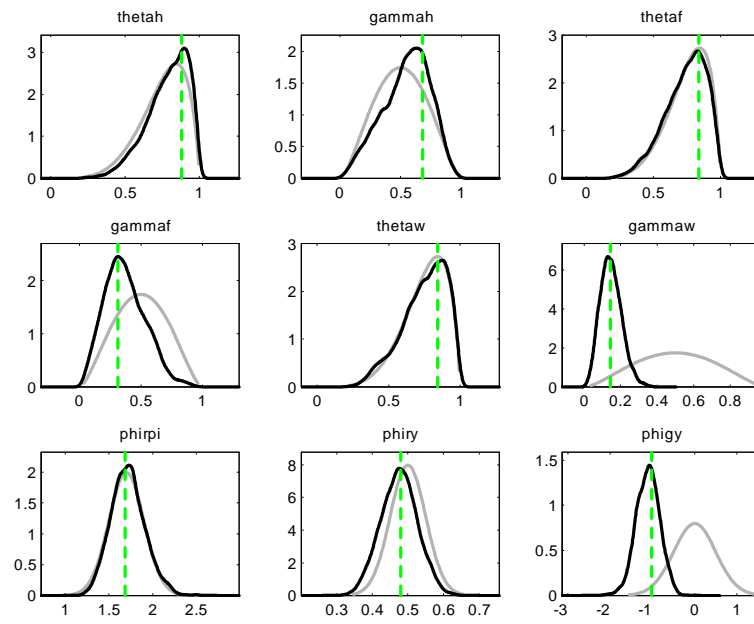 thetah gammah thetaf
3 2 1 0
0 0.5 1
2 1.5 1 0.5 0
0 0.5 1
3 2 1 0
0 0.5 1
gammaf thetaw gammaw
2 1 0
0 0.5 1
3 2 1 0
0 0.5 1
6 4 2 0
0 0.2 0.4 0.6 0.8
phirpi phiry phigy
2 1.5 1 0.5 0
1 1.5 2 2.5
8 6 4 2 0
0.3 0.4 0.5 0.6 0.7
1.5 1 0.5 0
-3 -2 -1 0 1